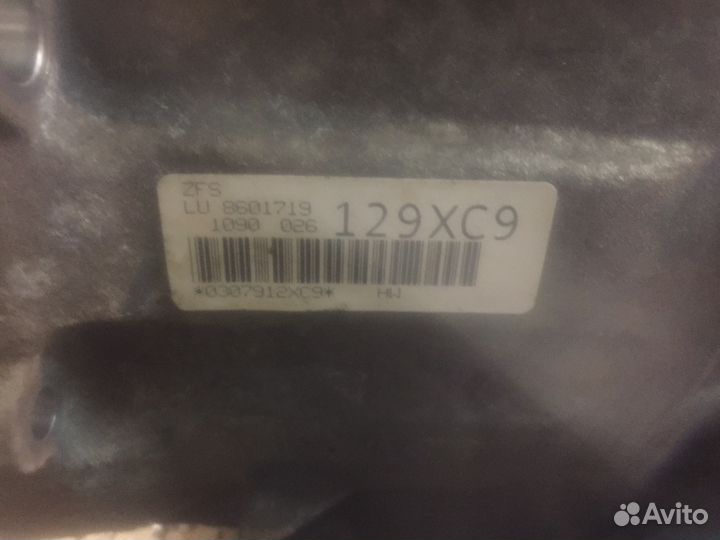 ZFS
LU 8601719
1090 026 129XC9
*0307912XC9* HW
Avito